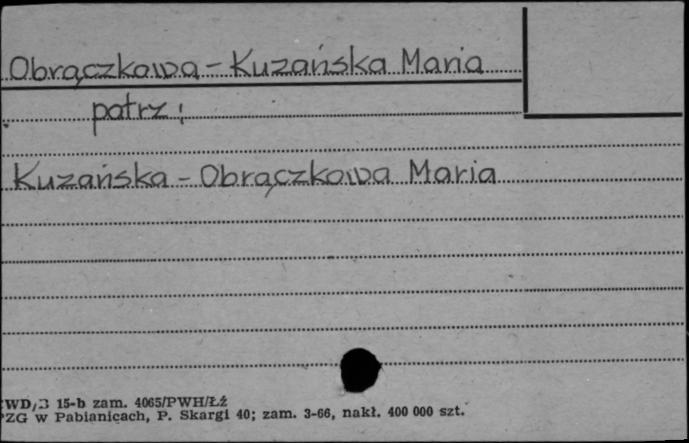 Obrączkowa - Kuzańska Maria
patrz:
Kuzańska - Obrączkowa Maria
WD/3 15-b zam. 4065/PWH/Łź
PZG w Pabianicach, P. Skargi 40; zam. 3-66, nakł. 400 000 szt.